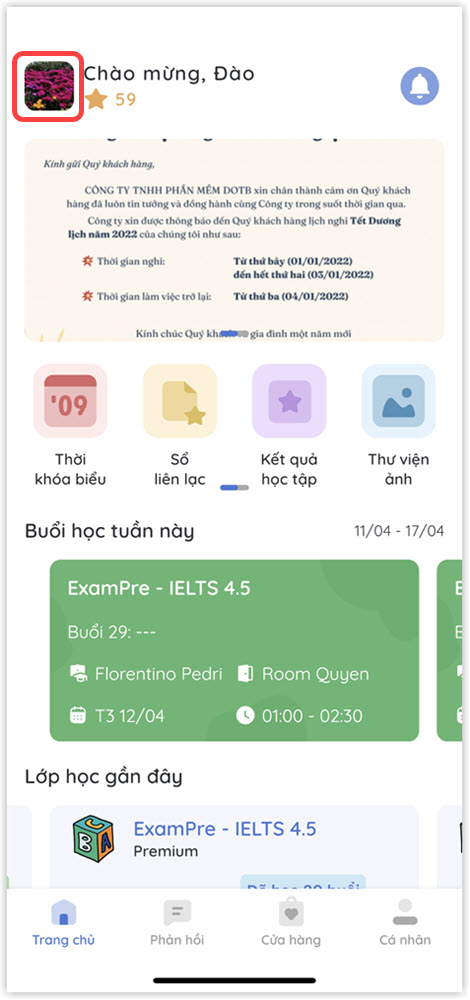 Chào mừng, Đào
59
Kính gửi Quý khách hàng,
CÔNG TY TNHH PHẦN MỀM DOTB xin chân thành cảm ơn Quý khách
hàng đã luôn tin tưởng và đồng hành cùng Công ty trong suốt thời gian qua.
Công ty xin được thông báo đến Quý khách hàng lịch nghỉ Tết Dương
lịch năm 2022 của chúng tôi như sau:
Thời gian nghỉ: Từ thứ bảy (01/01/2022)
đến hết thứ hai (03/01/2022)
Thời gian làm việc trở lại: Từ thứ ba (04/01/2022)
Kính chúc Quý gia đình một năm mới
'09
Thời
khóa biểu
Sổ
liên lạc
Kết quả
học tập
Thư viện
ảnh
Buổi học tuần này 11/04 - 17/04
ExamPre - IELTS 4.5
Buổi 29: ---
Florentino Pedri Room Quyen
T3 12/04 01:00 - 02:30
Lớp học gần đây
ExamPre - IELTS 4.5
Premium
Đã học 29 buổi
Trang chủ Phản hồi Cửa hàng Cá nhân